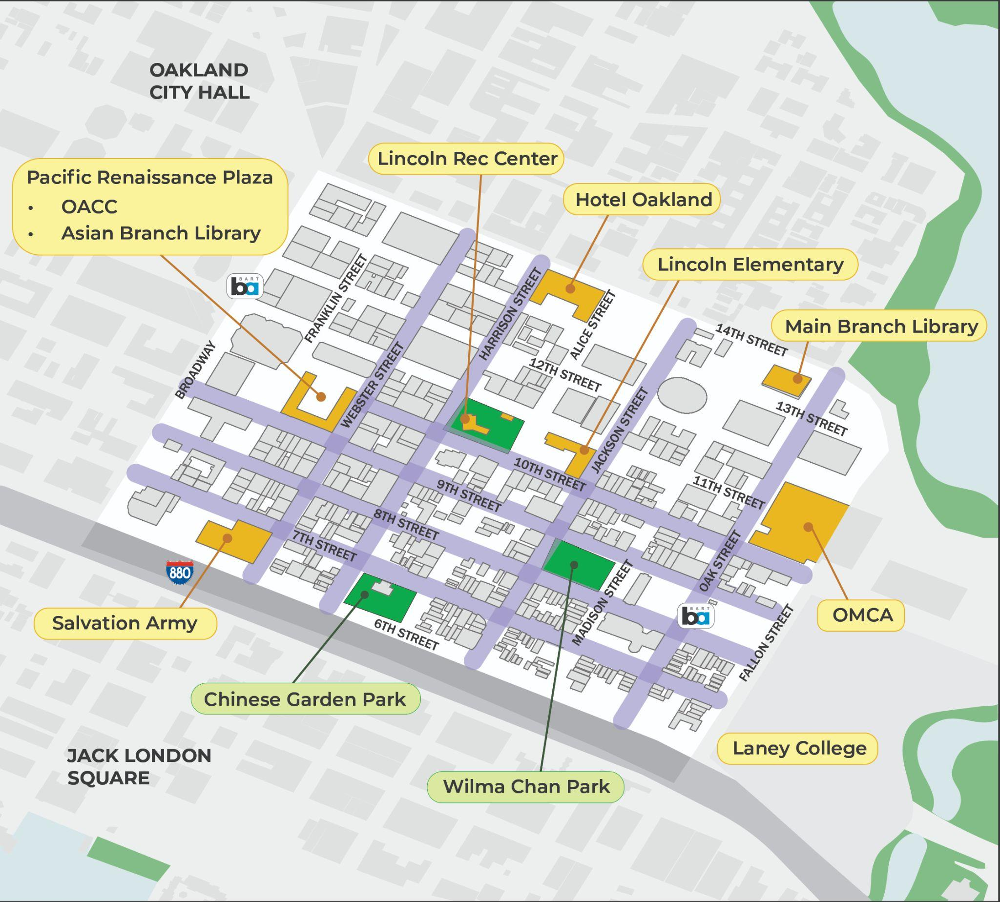 OAKLAND
CITY HALL
Lincoln Rec Center
Pacific Renaissance Plaza
• OACC
• Asian Branch Library
Hotel Oakland
Lincoln Elementary
Main Branch Library
BART
ba
BROADWAY
FRANKLIN STREET
WEBSTER STREET
HARRISON STREET
ALICE STREET
JACKSON STREET
14TH STREET
13TH STREET
12TH STREET
11TH STREET
10TH STREET
9TH STREET
8TH STREET
7TH STREET
6TH STREET
MADISON STREET
OAK STREET
FALLON STREET
BART
ba
880
Salvation Army
OMCA
Chinese Garden Park
Wilma Chan Park
Laney College
JACK LONDON
SQUARE